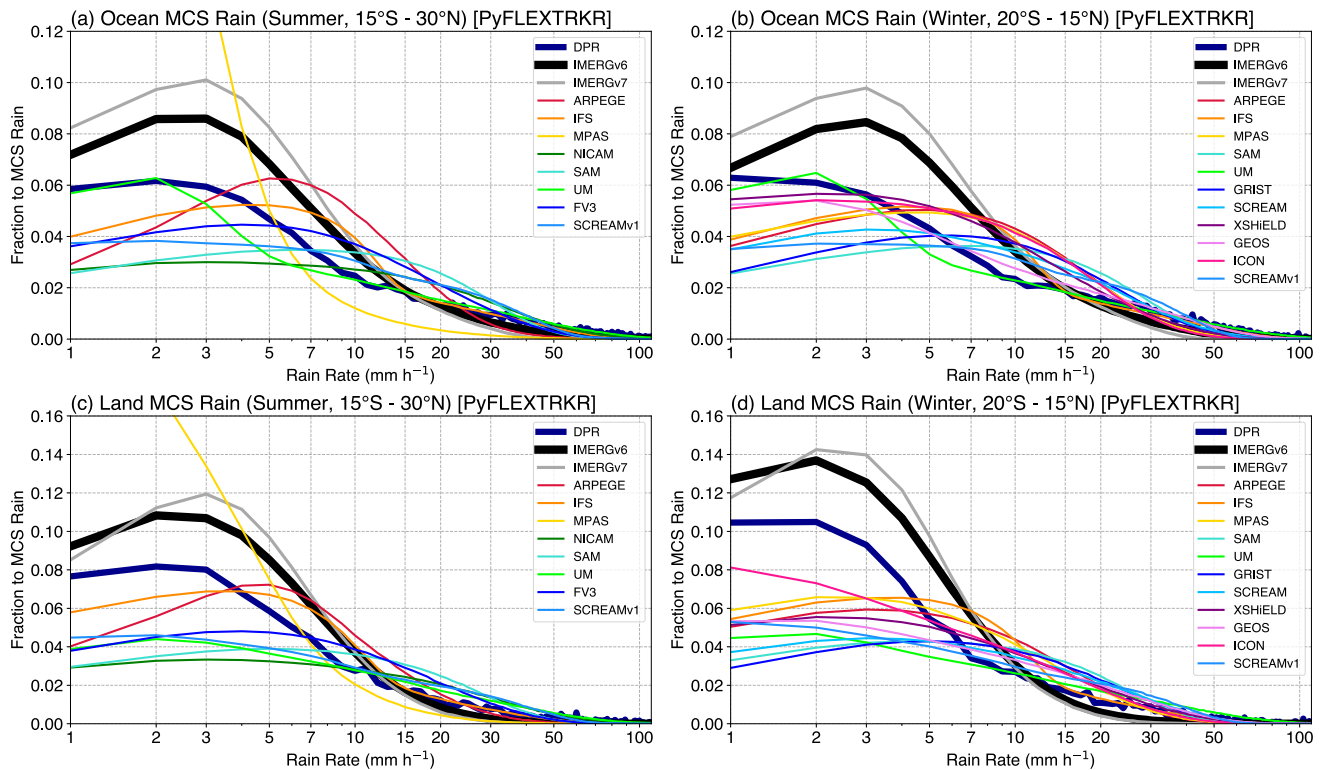 (a) Ocean MCS Rain (Summer, 15°S - 30°N) [PyFLEXTRKR]
0.12
0.10
0.08
0.06
0.04
0.02
0.00
Fraction to MCS Rain
DPR
IMERGv6
IMERGv7
ARPEGE
IFS
MPAS
NICAM
SAM
UM
FV3
SCREAMv1
1 2 3 5 7 10 15 20 30 50 100
Rain Rate (mm h⁻¹)
(b) Ocean MCS Rain (Winter, 20°S - 15°N) [PyFLEXTRKR]
0.12
0.10
0.08
0.06
0.04
0.02
0.00
Fraction to MCS Rain
DPR
IMERGv6
IMERGv7
ARPEGE
IFS
MPAS
SAM
UM
GRIST
SCREAM
XSHiELD
GEOS
ICON
SCREAMv1
1 2 3 5 7 10 15 20 30 50 100
Rain Rate (mm h⁻¹)
(c) Land MCS Rain (Summer, 15°S - 30°N) [PyFLEXTRKR]
0.16
0.14
0.12
0.10
0.08
0.06
0.04
0.02
0.00
Fraction to MCS Rain
DPR
IMERGv6
IMERGv7
ARPEGE
IFS
MPAS
NICAM
SAM
UM
FV3
SCREAMv1
1 2 3 5 7 10 15 20 30 50 100
Rain Rate (mm h⁻¹)
(d) Land MCS Rain (Winter, 20°S - 15°N) [PyFLEXTRKR]
0.16
0.14
0.12
0.10
0.08
0.06
0.04
0.02
0.00
Fraction to MCS Rain
DPR
IMERGv6
IMERGv7
ARPEGE
IFS
MPAS
SAM
UM
GRIST
SCREAM
XSHiELD
GEOS
ICON
SCREAMv1
1 2 3 5 7 10 15 20 30 50 100
Rain Rate (mm h⁻¹)